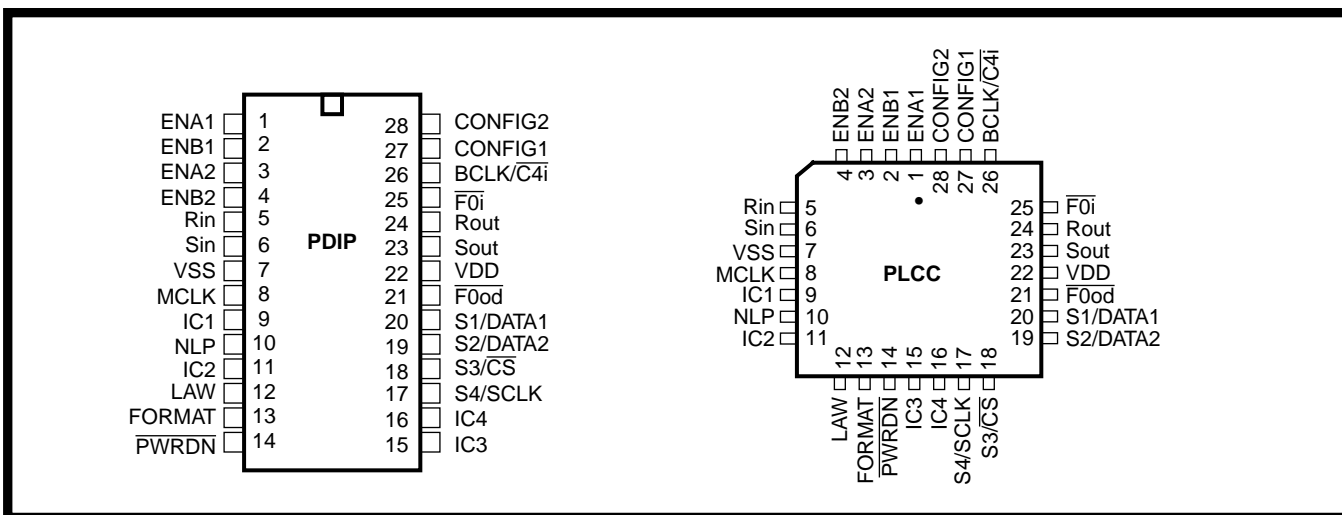 ENA1 1 28 CONFIG2
ENB1 2 27 CONFIG1
ENA2 3 26 BCLK/C4i
ENB2 4 25 F0i
Rin 5 24 Rout
Sin 6 PDIP 23 Sout
VSS 7 22 VDD
MCLK 8 21 F0od
IC1 9 20 S1/DATA1
NLP 10 19 S2/DATA2
IC2 11 18 S3/CS
LAW 12 17 S4/SCLK
FORMAT 13 16 IC4
PWRDN 14 15 IC3
ENB2 ENA2 ENB1 ENA1 CONFIG2 CONFIG1 BCLK/C4i
4 3 2 1 28 27 26
Rin 5 25 F0i
Sin 6 24 Rout
VSS 7 23 Sout
MCLK 8 PLCC 22 VDD
IC1 9 21 F0od
NLP 10 20 S1/DATA1
IC2 11 19 S2/DATA2
12 13 14 15 16 17 18
LAW FORMAT PWRDN IC3 IC4 S4/SCLK S3/CS